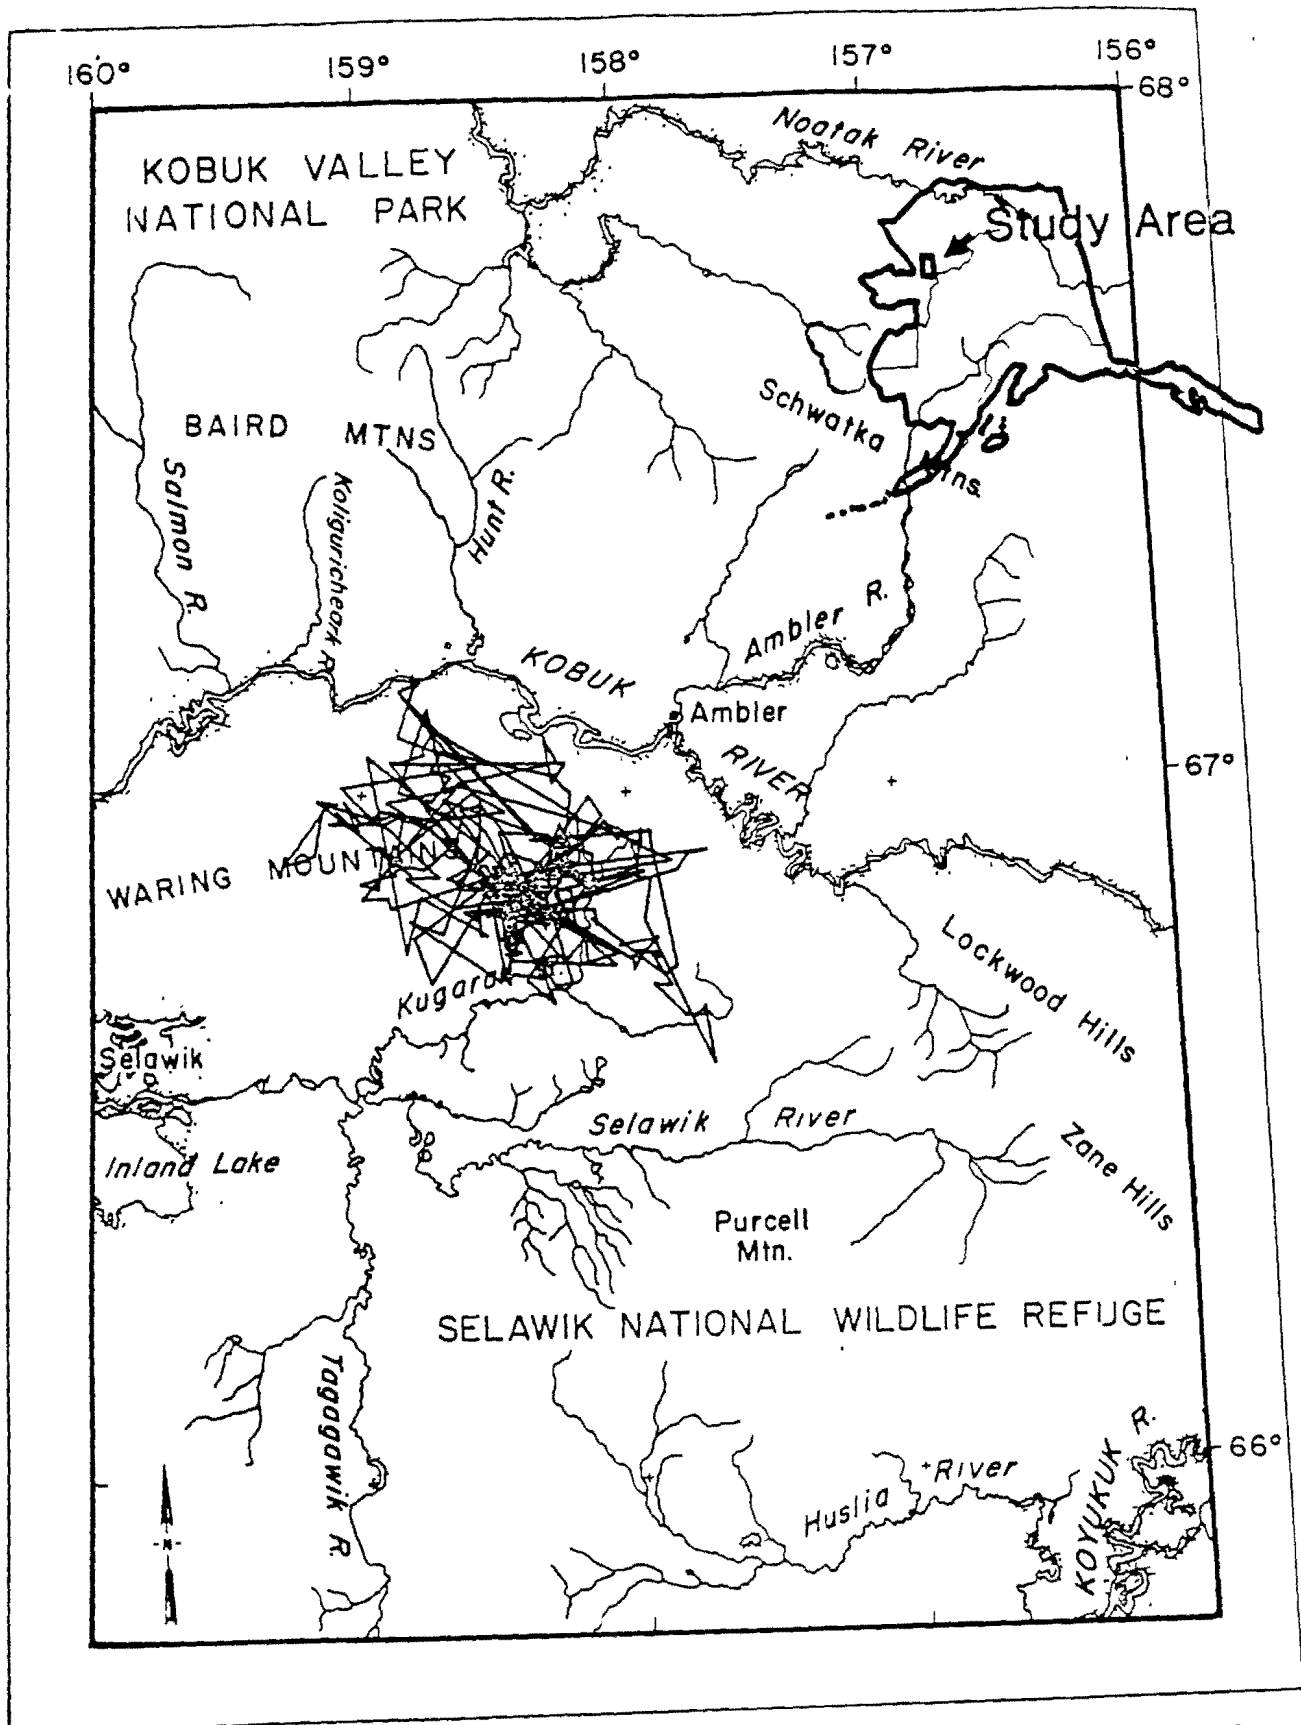 160° 159° 158° 157° 156°
68°
Noatak River
KOBUK VALLEY
NATIONAL PARK
Study Area
BAIRD MTNS
Schwatka
Mtns.
Salmon R.
Koliguricheark R.
Hunt R.
Ambler R.
KOBUK
RIVER
Ambler
67°
WARING MOUNTAINS
Lockwood Hills
Selawik
Selawik River
Inland Lake
Zane Hills
Purcell
Mtn.
SELAWIK NATIONAL WILDLIFE REFUGE
Tagagawik R.
KOYUKUK R.
66°
Huslia River
N